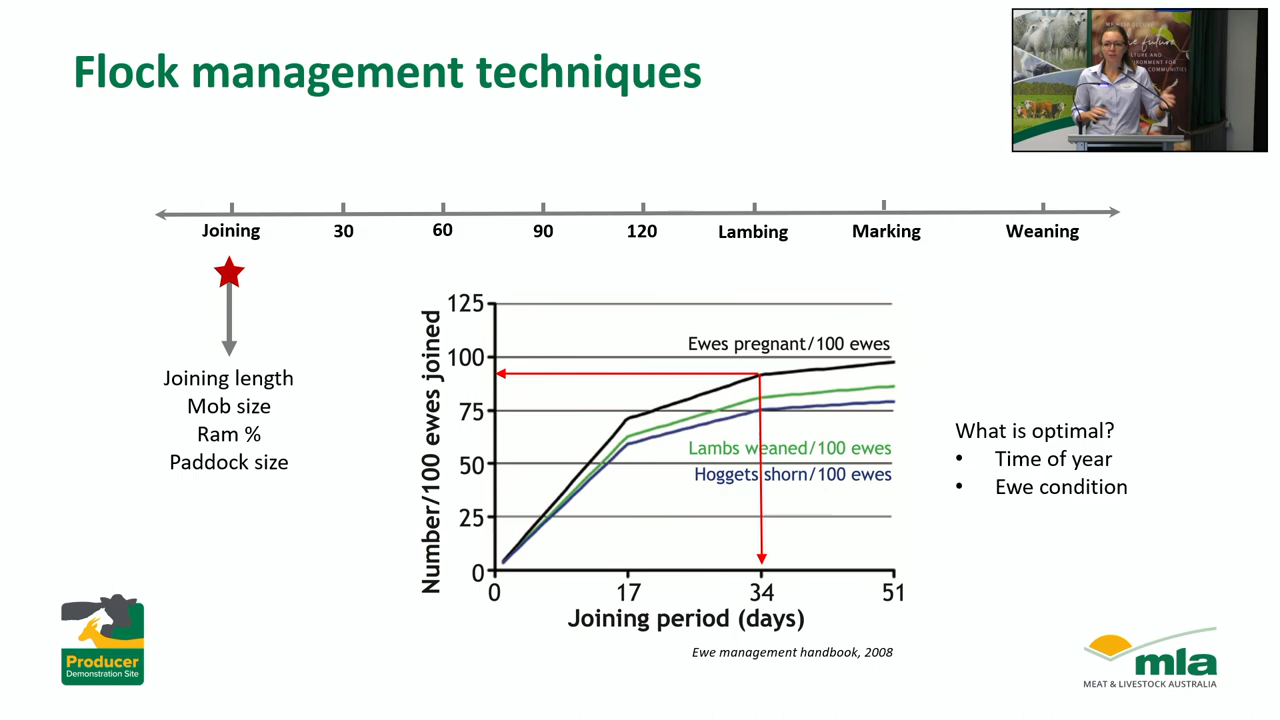 Flock management techniques
Joining 30 60 90 120 Lambing Marking Weaning
Joining length
Mob size
Ram %
Paddock size
Number/100 ewes joined
125
100
75
50
25
0
Ewes pregnant/100 ewes
Lambs weaned/100 ewes
Hoggets shorn/100 ewes
0 17 34 51
Joining period (days)
Ewe management handbook, 2008
What is optimal?
• Time of year
• Ewe condition
Producer
Demonstration Site
mla
MEAT & LIVESTOCK AUSTRALIA